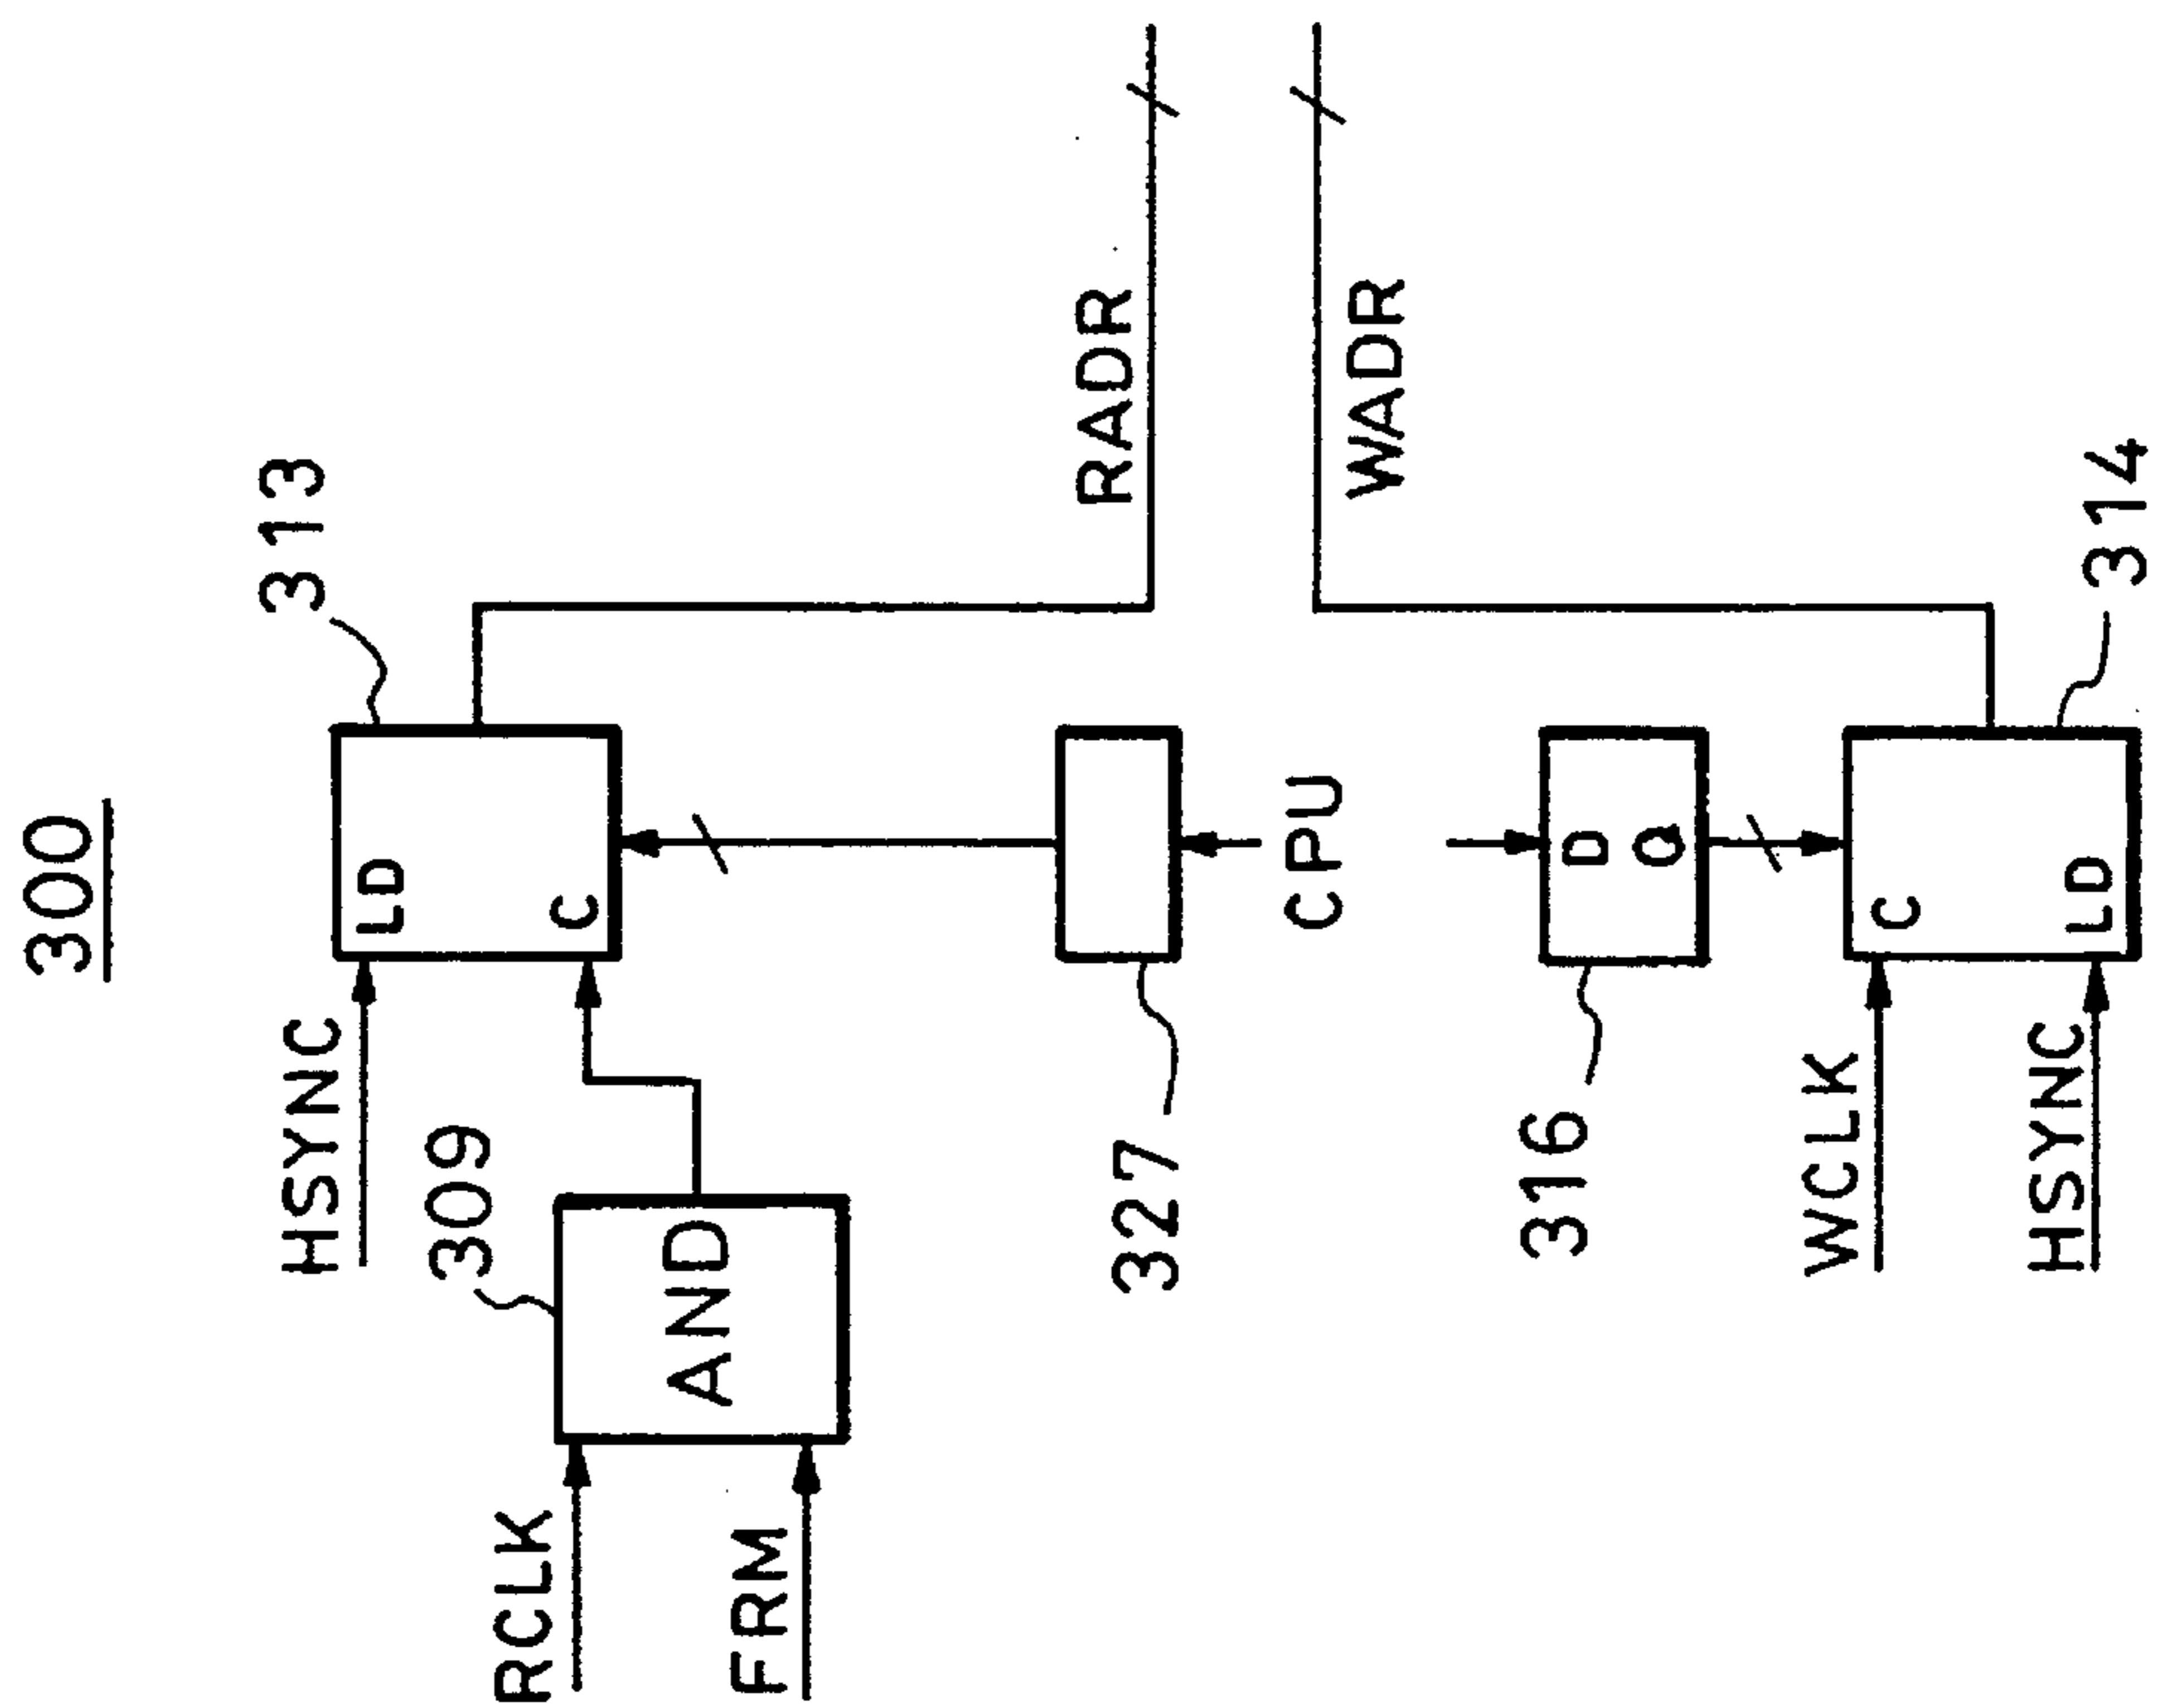 300
313
HSYNC
LD
C
309
RCLK
AND
FRM
RADR
327
CPU
WADR
316
D
Q
WCLK
C
HSYNC
LD
314